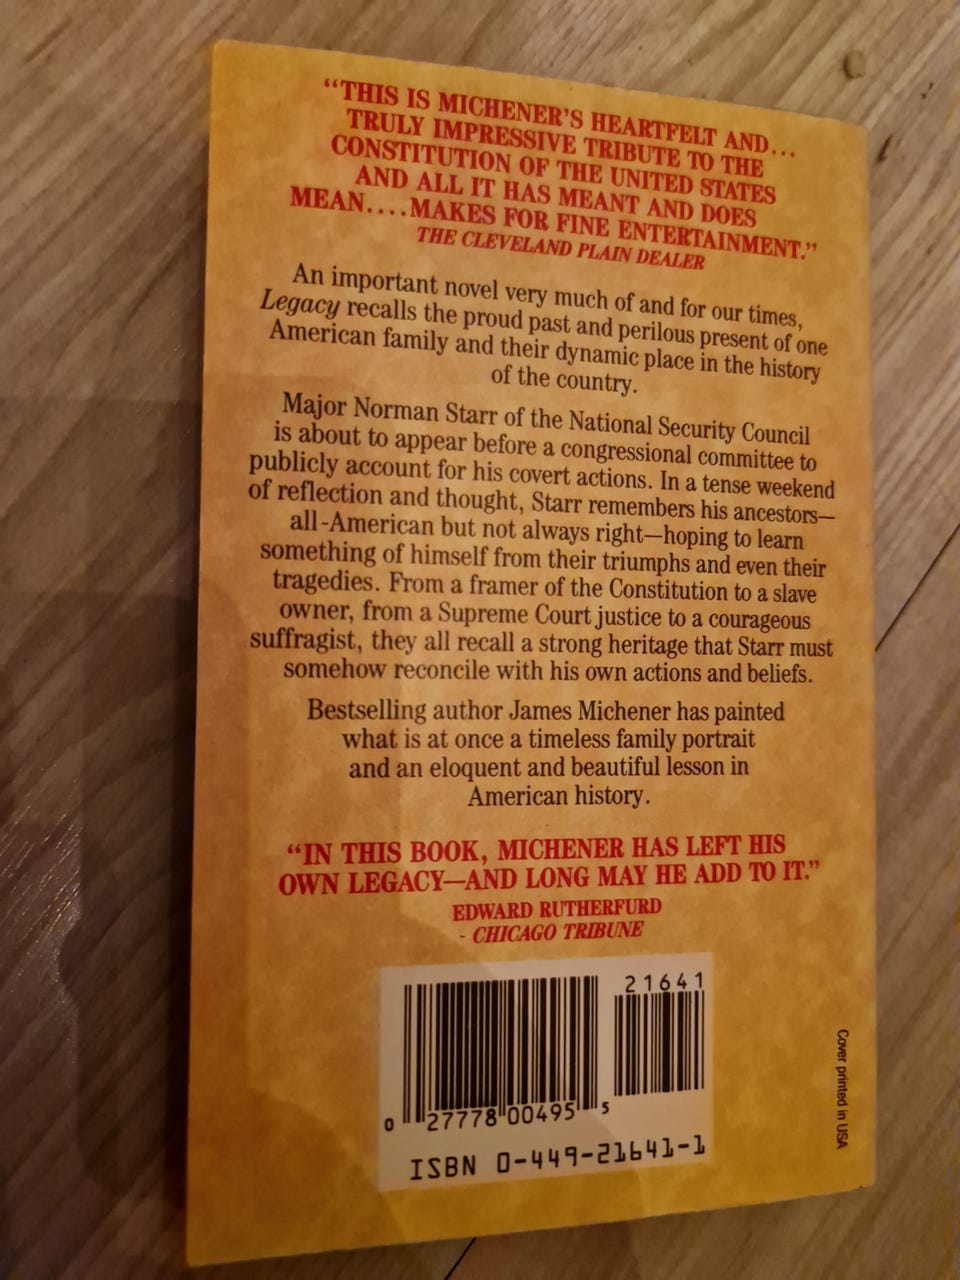 “THIS IS MICHENER’S HEARTFELT AND...
TRULY IMPRESSIVE TRIBUTE TO THE
CONSTITUTION OF THE UNITED STATES
AND ALL IT HAS MEANT AND DOES
MEAN....MAKES FOR FINE ENTERTAINMENT.”
THE CLEVELAND PLAIN DEALER
An important novel very much of and for our times,
Legacy recalls the proud past and perilous present of one
American family and their dynamic place in the history
of the country.
Major Norman Starr of the National Security Council
is about to appear before a congressional committee to
publicly account for his covert actions. In a tense weekend
of reflection and thought, Starr remembers his ancestors—
all-American but not always right—hoping to learn
something of himself from their triumphs and even their
tragedies. From a framer of the Constitution to a slave
owner, from a Supreme Court justice to a courageous
suffragist, they all recall a strong heritage that Starr must
somehow reconcile with his own actions and beliefs.
Bestselling author James Michener has painted
what is at once a timeless family portrait
and an eloquent and beautiful lesson in
American history.
“IN THIS BOOK, MICHENER HAS LEFT HIS
OWN LEGACY—AND LONG MAY HE ADD TO IT.”
EDWARD RUTHERFURD
- CHICAGO TRIBUNE
21641
0 27778 00495 5
ISBN 0-449-21641-1
Cover printed in USA